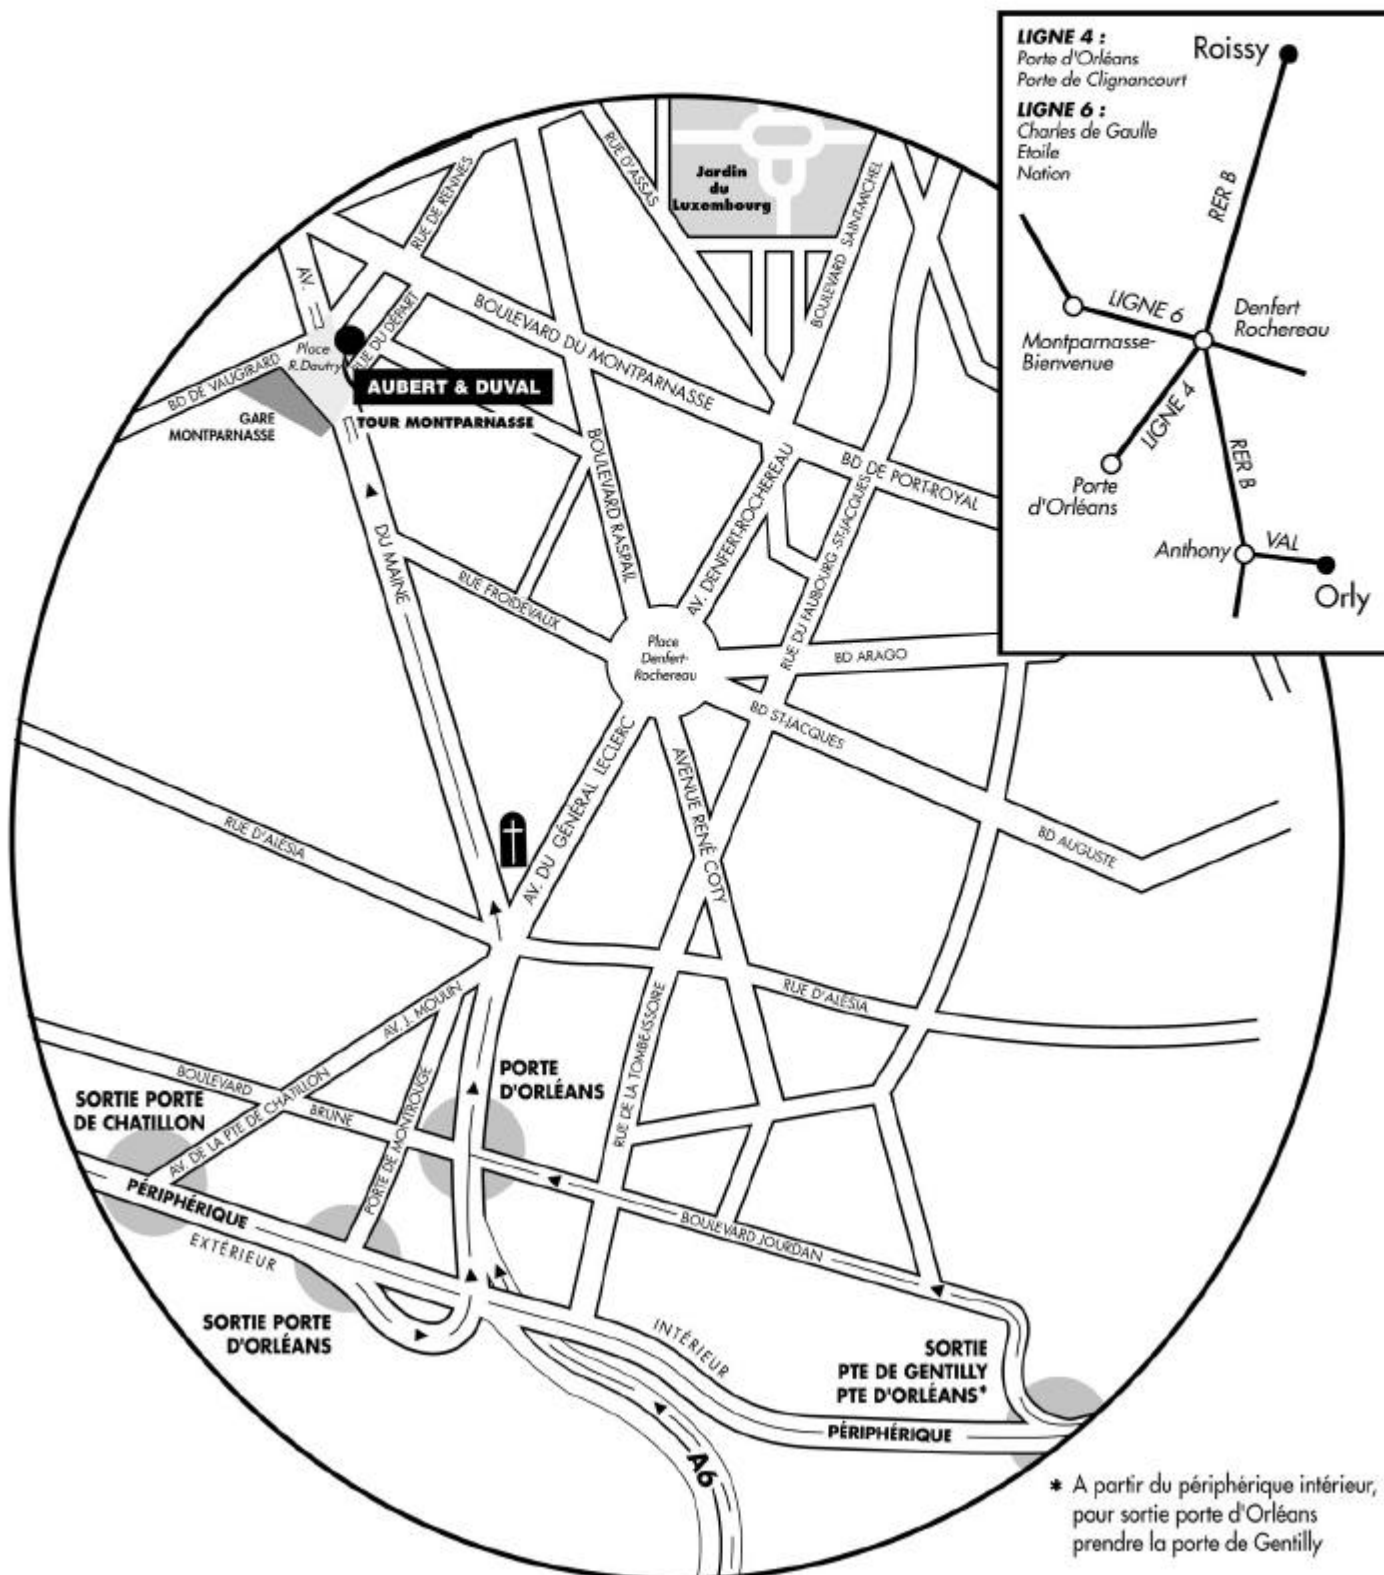 LIGNE 4 :
Porte d'Orléans
Porte de Clignancourt
LIGNE 6 :
Charles de Gaulle
Etoile
Nation
Roissy
RER B
LIGNE 6
Denfert
Rochereau
Montparnasse-
Bienvenue
LIGNE 4
RER B
Porte
d'Orléans
Anthony
VAL
Orly
Jardin
du
Luxembourg
RUE D'ASSAS
RUE DE RENNES
BOULEVARD SAINT-MICHEL
AV.
RUE DU DÉPART
BOULEVARD DU MONTPARNASSE
Place
R.Dautry
BD DE VAUGIRARD
AUBERT & DUVAL
TOUR MONTPARNASSE
GARE
MONTPARNASSE
BOULEVARD RASPAIL
AV. DENFERT-ROCHEREAU
BD DE PORT-ROYAL
RUE DU FAUBOURG -ST-JACQUES
DU MAINE
RUE FROIDEVAUX
Place
Denfert-
Rochereau
BD ARAGO
BD ST-JACQUES
AV. DU GÉNÉRAL LECLERC
AVENUE RENÉ COTY
RUE D'ALÉSIA
BD AUGUSTE
RUE D'ALÉSIA
AV. J. MOULIN
RUE DE LA TOMBE-ISSOIRE
PORTE
D'ORLÉANS
BOULEVARD
BRUNE
SORTIE PORTE
DE CHATILLON
AV. DE LA PTE DE CHATILLON
PORTE DE MONTROUGE
PÉRIPHÉRIQUE
EXTÉRIEUR
BOULEVARD JOURDAN
SORTIE PORTE
D'ORLÉANS
INTÉRIEUR
SORTIE
PTE DE GENTILLY
PTE D'ORLÉANS*
PÉRIPHÉRIQUE
A6
* A partir du périphérique intérieur,
pour sortie porte d'Orléans
prendre la porte de Gentilly